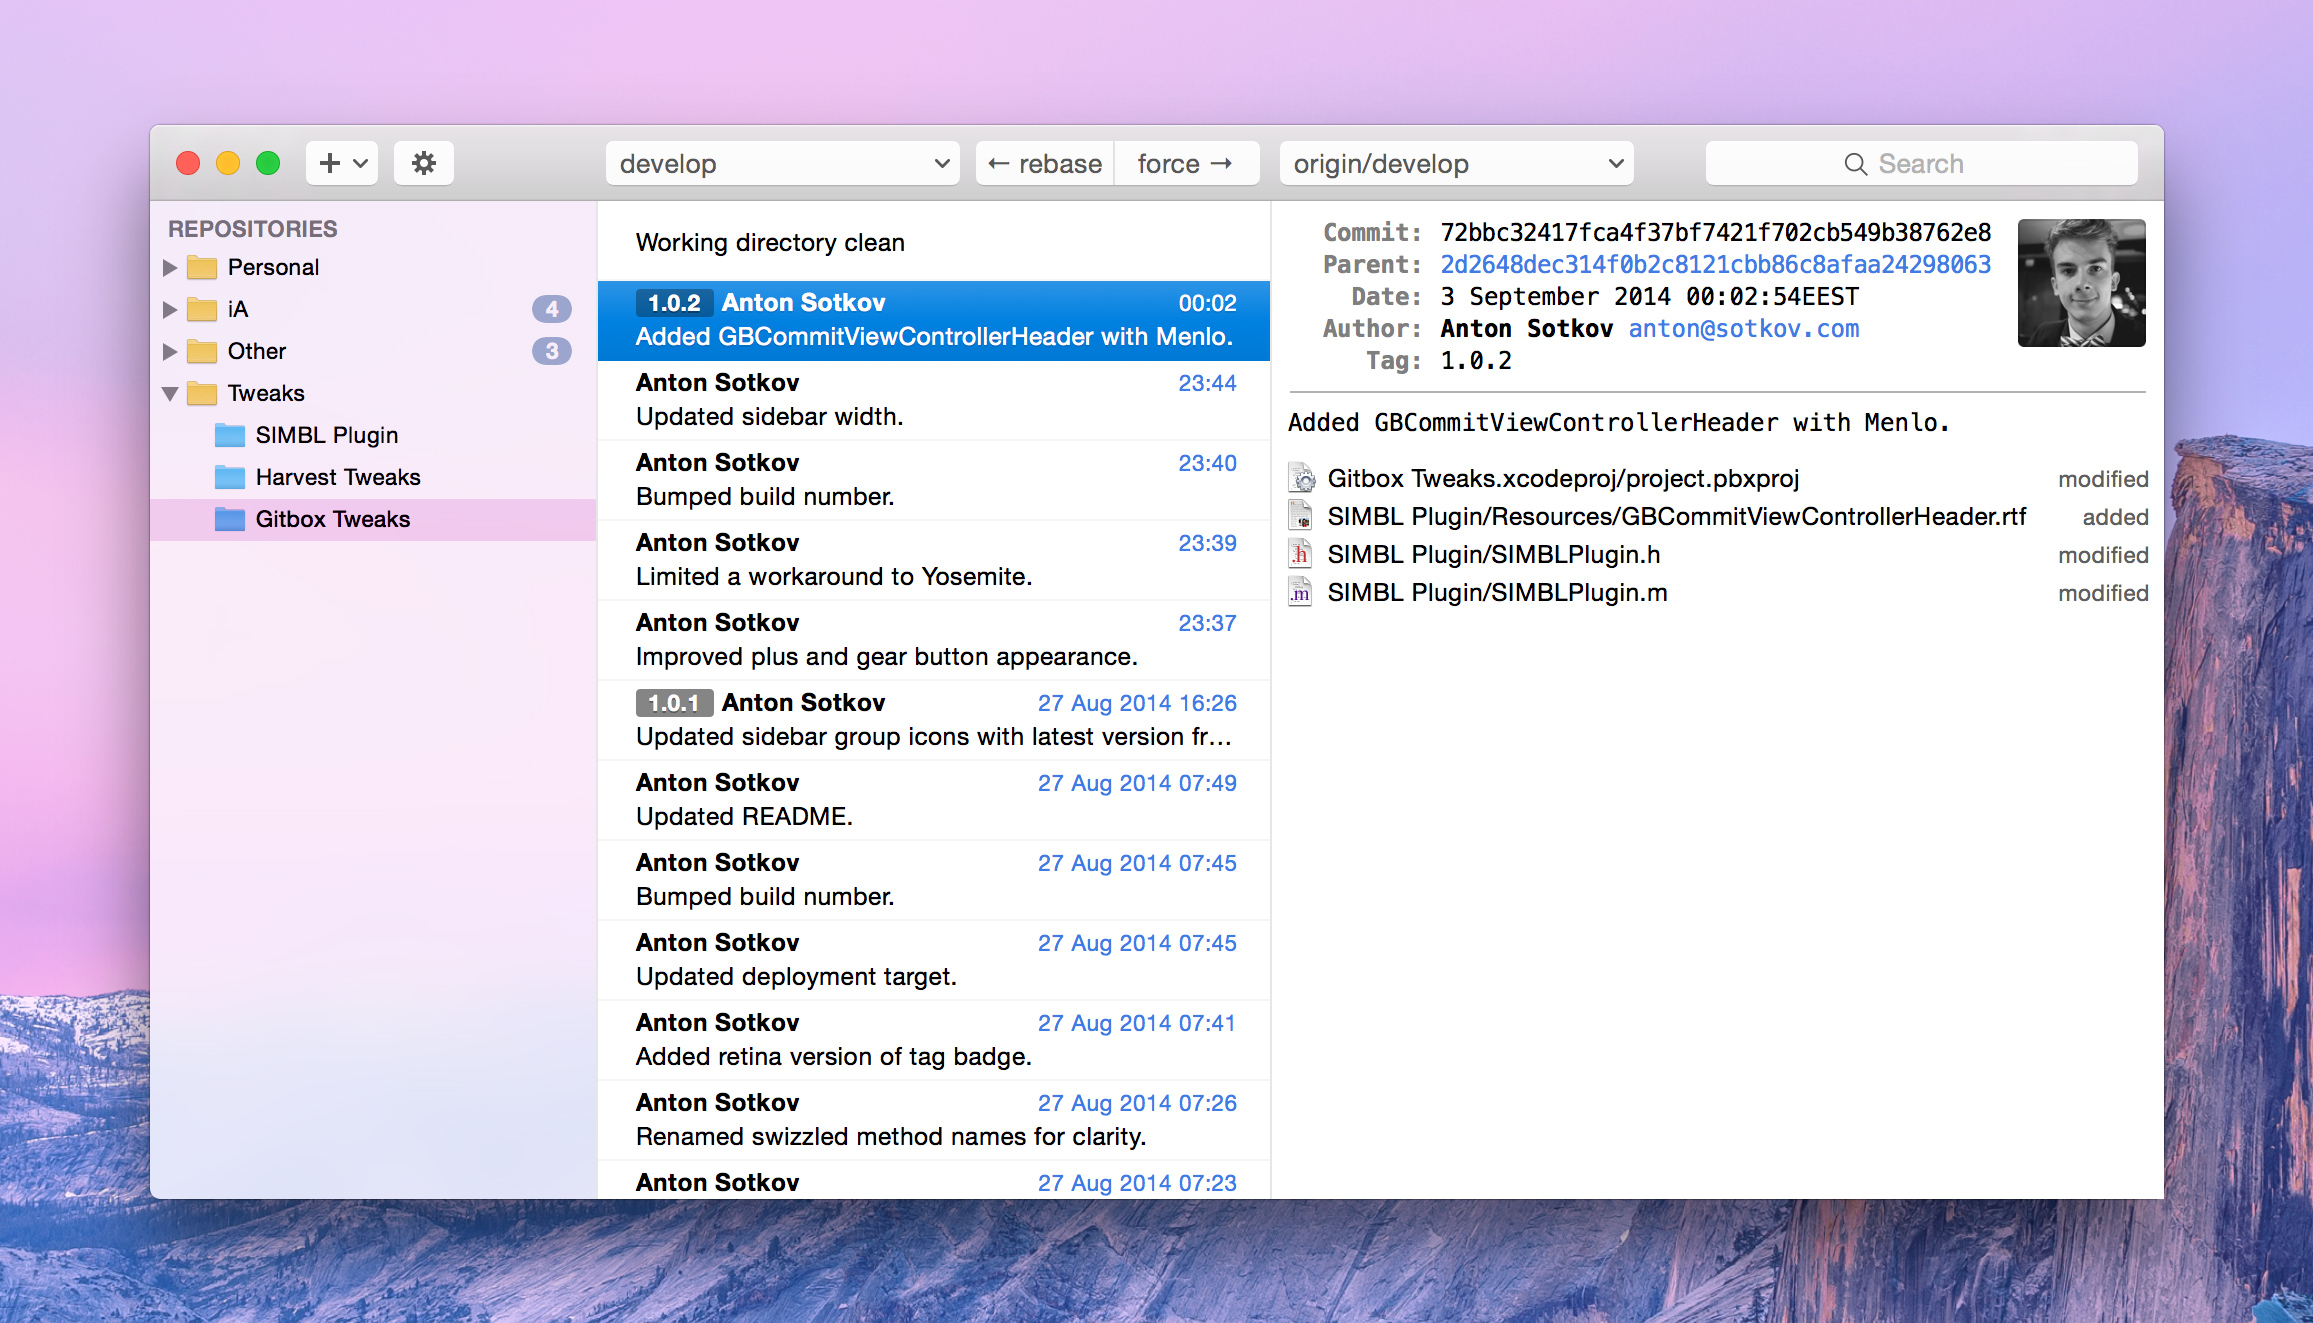 develop
← rebase
force →
origin/develop
Search
REPOSITORIES
Personal
iA 4
Other 3
Tweaks
SIMBL Plugin
Harvest Tweaks
Gitbox Tweaks
Working directory clean
1.0.2 Anton Sotkov 00:02
Added GBCommitViewControllerHeader with Menlo.
Anton Sotkov 23:44
Updated sidebar width.
Anton Sotkov 23:40
Bumped build number.
Anton Sotkov 23:39
Limited a workaround to Yosemite.
Anton Sotkov 23:37
Improved plus and gear button appearance.
1.0.1 Anton Sotkov 27 Aug 2014 16:26
Updated sidebar group icons with latest version fr…
Anton Sotkov 27 Aug 2014 07:49
Updated README.
Anton Sotkov 27 Aug 2014 07:45
Bumped build number.
Anton Sotkov 27 Aug 2014 07:45
Updated deployment target.
Anton Sotkov 27 Aug 2014 07:41
Added retina version of tag badge.
Anton Sotkov 27 Aug 2014 07:26
Renamed swizzled method names for clarity.
Anton Sotkov 27 Aug 2014 07:23
Commit: 72bbc32417fca4f37bf7421f702cb549b38762e8
Parent: 2d2648dec314f0b2c8121cbb86c8afaa24298063
Date: 3 September 2014 00:02:54EEST
Author: Anton Sotkov anton@sotkov.com
Tag: 1.0.2
Added GBCommitViewControllerHeader with Menlo.
Gitbox Tweaks.xcodeproj/project.pbxproj modified
SIMBL Plugin/Resources/GBCommitViewControllerHeader.rtf added
.h SIMBL Plugin/SIMBLPlugin.h modified
.m SIMBL Plugin/SIMBLPlugin.m modified